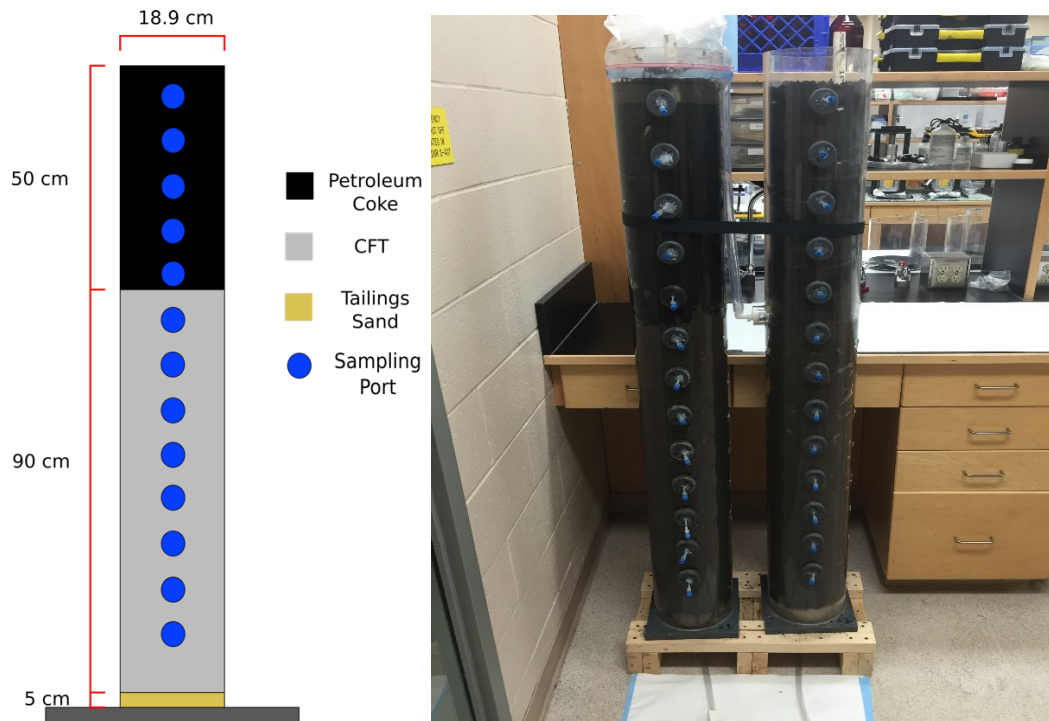 18.9 cm
50 cm
Petroleum
Coke
CFT
Tailings
Sand
Sampling
Port
90 cm
5 cm